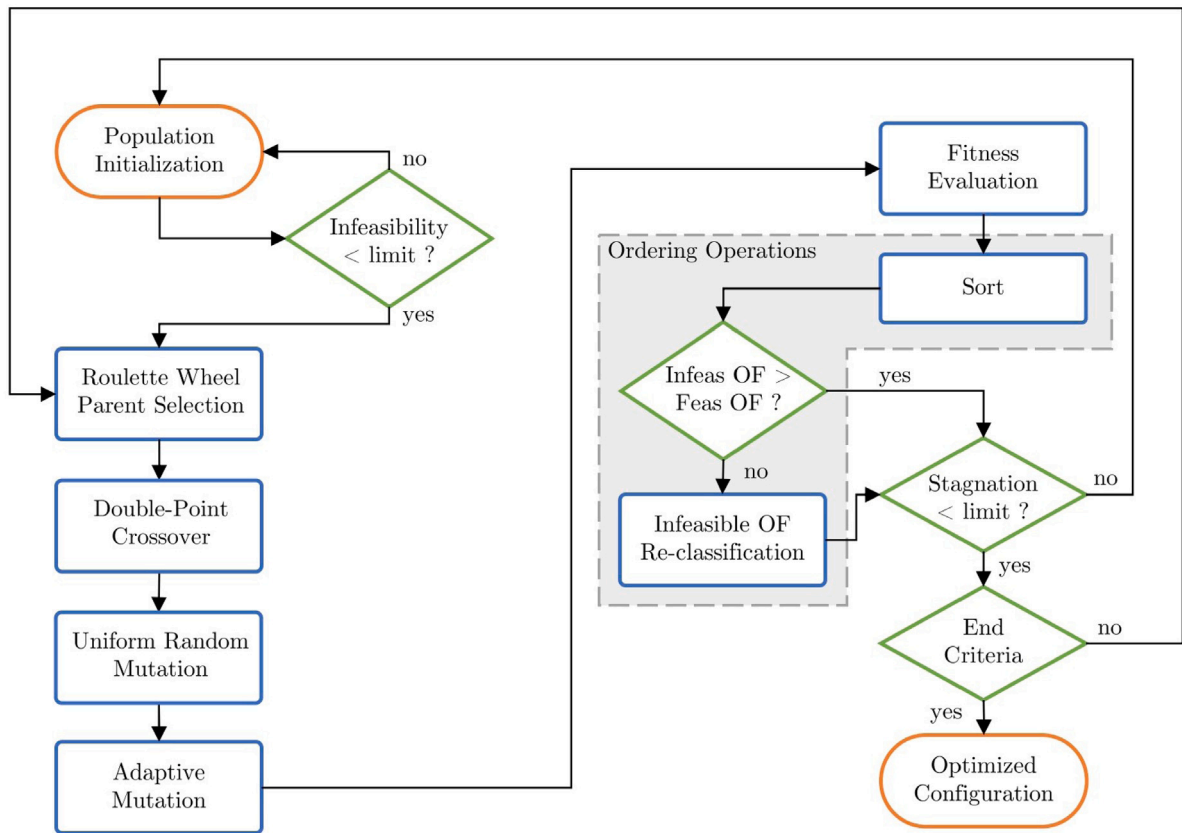 Population
Initialization
no
Infeasibility
< limit ?
yes
Roulette Wheel
Parent Selection
Double-Point
Crossover
Uniform Random
Mutation
Adaptive
Mutation
Fitness
Evaluation
Ordering Operations
Sort
Infeas OF >
Feas OF ?
yes
no
Infeasible OF
Re-classification
Stagnation
< limit ?
no
yes
End
Criteria
no
yes
Optimized
Configuration